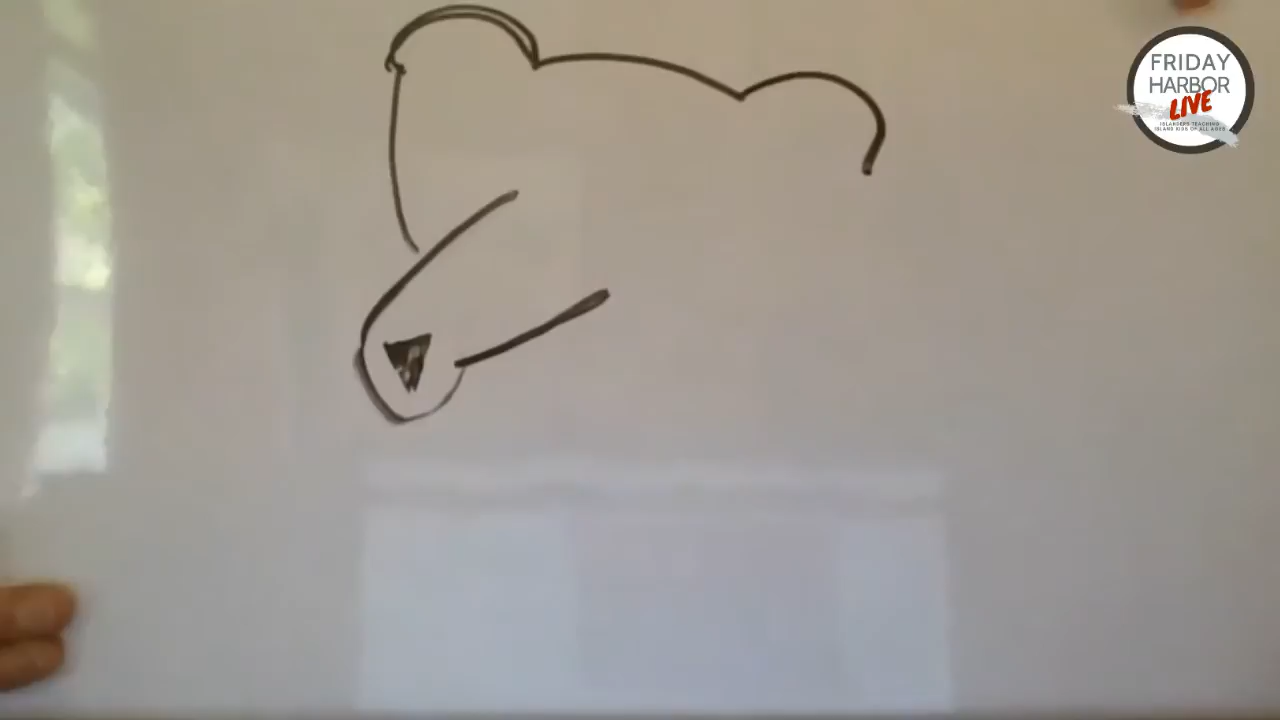 FRIDAY
HARBOR
LIVE
ISLANDERS TEACHING
ISLAND KIDS OF ALL AGES